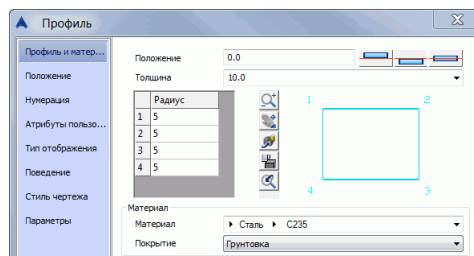 Профиль
Профиль и матер...
Положение
Нумерация
Атрибуты пользо...
Тип отображения
Поведение
Стиль чертежа
Параметры
Положение 0.0
Толщина 10.0
Радиус
1 5
2 5
3 5
4 5
1 2
4 3
Материал
Материал Сталь C235
Покрытие Грунтовка